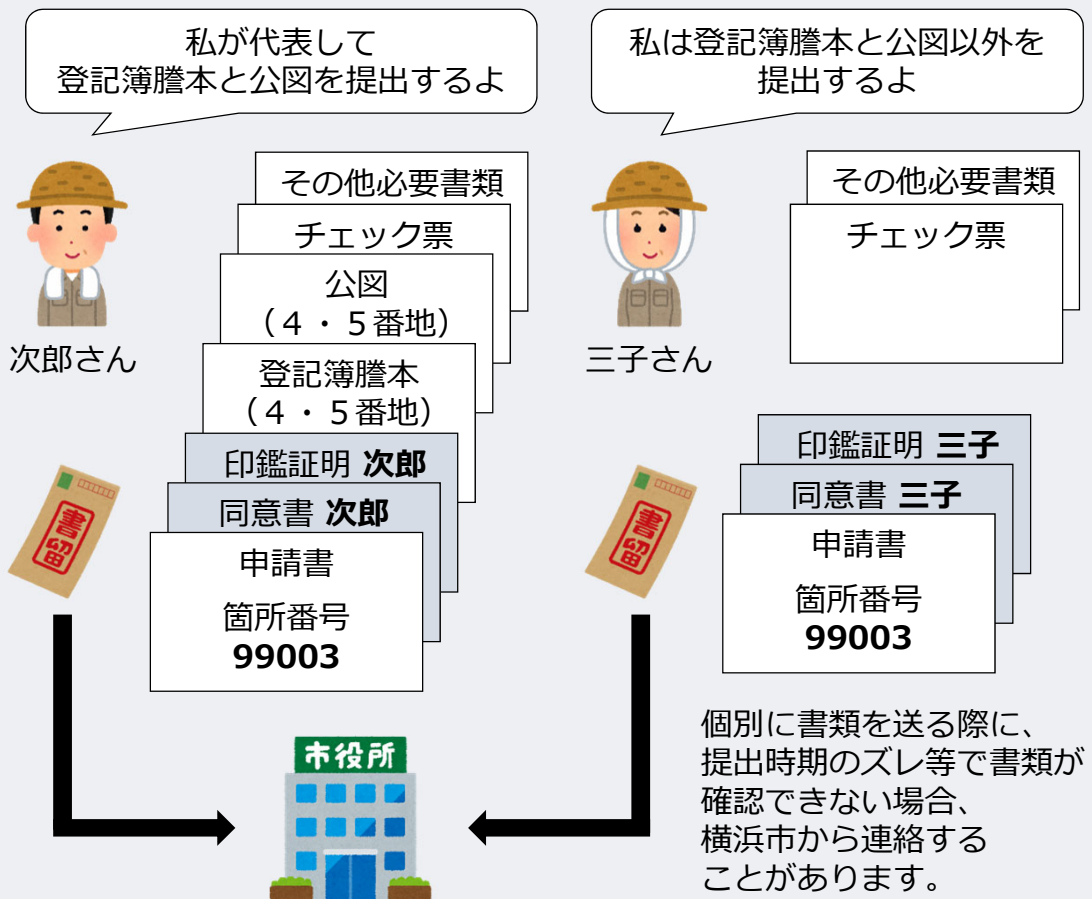 私が代表して
登記簿謄本と公図を提出するよ
私は登記簿謄本と公図以外を
提出するよ
次郎さん
その他必要書類
チェック票
公図
（４・５番地）
登記簿謄本
（４・５番地）
印鑑証明 次郎
同意書 次郎
申請書
箇所番号
99003
書留
三子さん
その他必要書類
チェック票
印鑑証明 三子
同意書 三子
申請書
箇所番号
99003
書留
市役所
個別に書類を送る際に、
提出時期のズレ等で書類が
確認できない場合、
横浜市から連絡する
ことがあります。